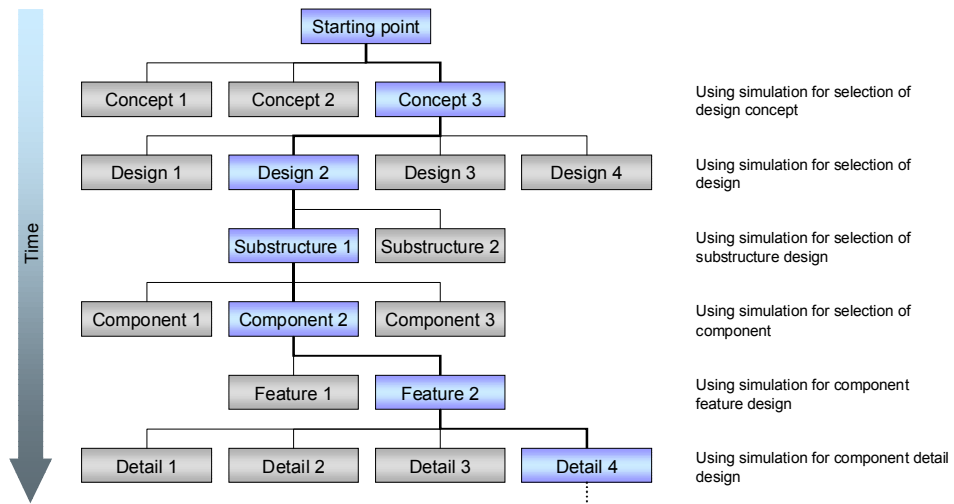 Starting point
Concept 1
Concept 2
Concept 3
Using simulation for selection of
design concept
Design 1
Design 2
Design 3
Design 4
Using simulation for selection of
design
Time
Substructure 1
Substructure 2
Using simulation for selection of
substructure design
Component 1
Component 2
Component 3
Using simulation for selection of
component
Feature 1
Feature 2
Using simulation for component
feature design
Detail 1
Detail 2
Detail 3
Detail 4
Using simulation for component detail
design